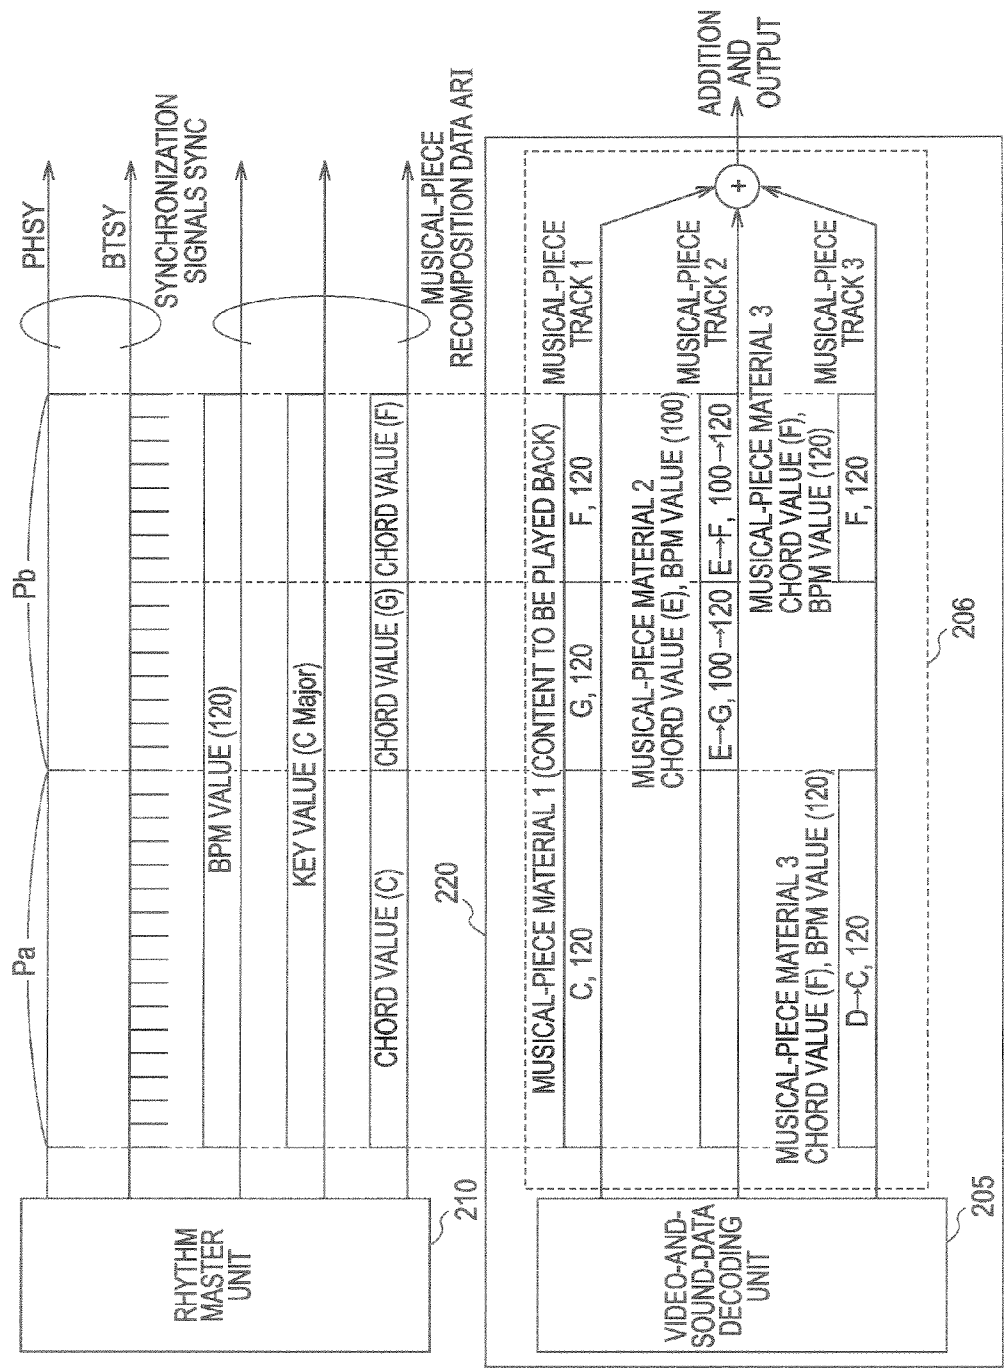 RHYTHM
MASTER
UNIT
210
Pa
Pb
PHSY
BTSY
SYNCHRONIZATION
SIGNALS SYNC
BPM VALUE (120)
KEY VALUE (C Major)
CHORD VALUE (C)
CHORD VALUE (G)
CHORD VALUE (F)
MUSICAL-PIECE
RECOMPOSITION DATA ARI
220
VIDEO-AND-
SOUND-DATA
DECODING
UNIT
205
MUSICAL-PIECE MATERIAL 1 (CONTENT TO BE PLAYED BACK)
C, 120
G, 120
F, 120
MUSICAL-PIECE
TRACK 1
MUSICAL-PIECE MATERIAL 2
CHORD VALUE (E), BPM VALUE (100)
E→G, 100→120
E→F, 100→120
MUSICAL-PIECE
TRACK 2
MUSICAL-PIECE MATERIAL 3
CHORD VALUE (F), BPM VALUE (120)
D→C, 120
MUSICAL-PIECE MATERIAL 3
CHORD VALUE (F),
BPM VALUE (120)
F, 120
MUSICAL-PIECE
TRACK 3
+
ADDITION
AND
OUTPUT
206